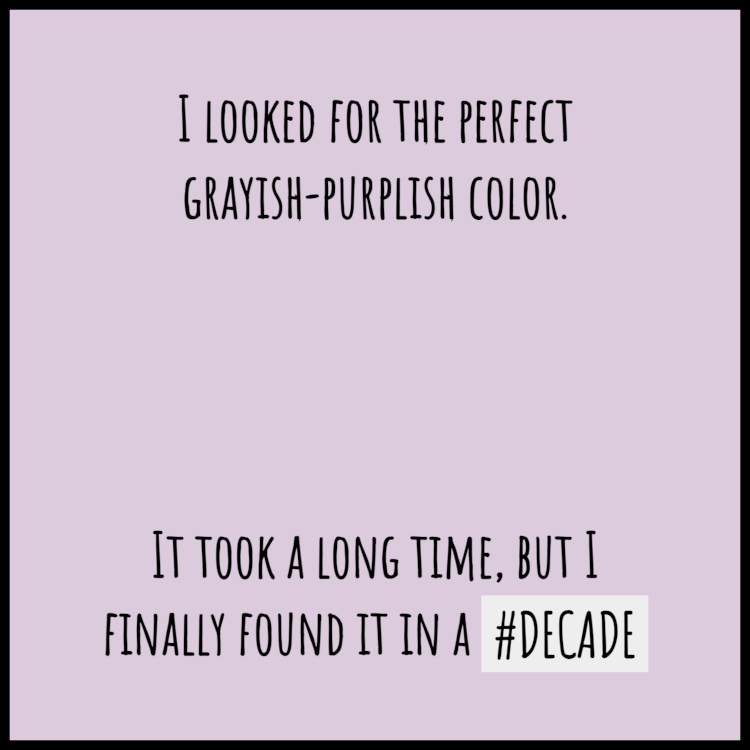 I LOOKED FOR THE PERFECT
GRAYISH-PURPLISH COLOR.
IT TOOK A LONG TIME, BUT I
FINALLY FOUND IT IN A #DECADE